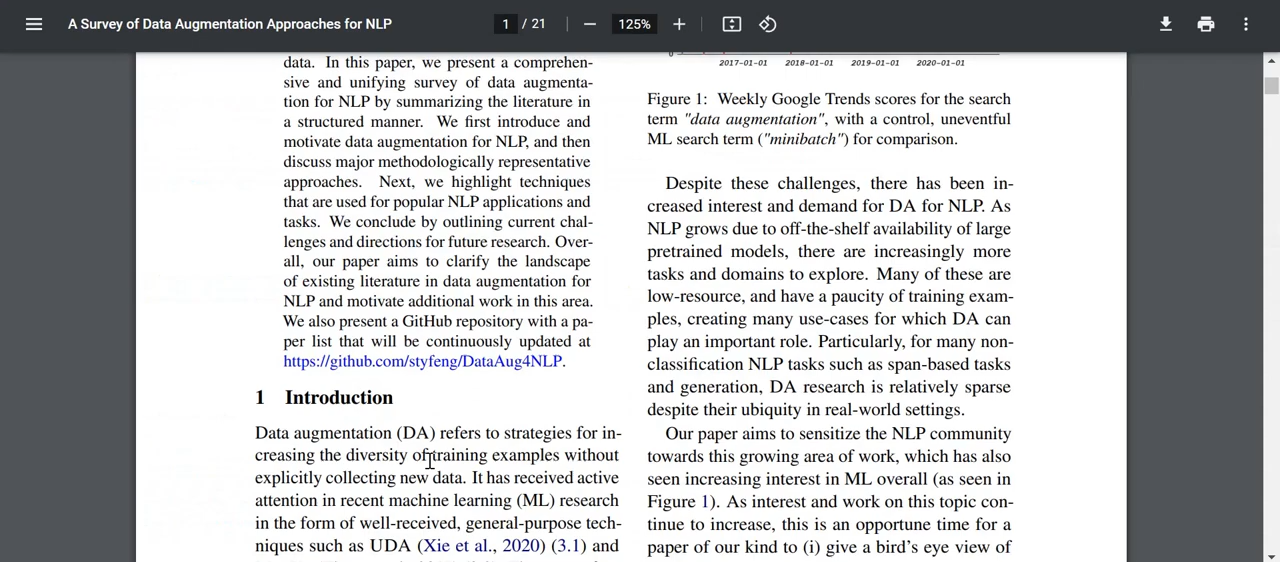 A Survey of Data Augmentation Approaches for NLP
1 / 21
125%
data. In this paper, we present a comprehen-
sive and unifying survey of data augmenta-
tion for NLP by summarizing the literature in
a structured manner. We first introduce and
motivate data augmentation for NLP, and then
discuss major methodologically representative
approaches. Next, we highlight techniques
that are used for popular NLP applications and
tasks. We conclude by outlining current chal-
lenges and directions for future research. Over-
all, our paper aims to clarify the landscape
of existing literature in data augmentation for
NLP and motivate additional work in this area.
We also present a GitHub repository with a pa-
per list that will be continuously updated at
https://github.com/styfeng/DataAug4NLP.
1 Introduction
Data augmentation (DA) refers to strategies for in-
creasing the diversity of training examples without
explicitly collecting new data. It has received active
attention in recent machine learning (ML) research
in the form of well-received, general-purpose tech-
niques such as UDA (Xie et al., 2020) (3.1) and
0
2017-01-01 2018-01-01 2019-01-01 2020-01-01
Figure 1: Weekly Google Trends scores for the search
term "data augmentation", with a control, uneventful
ML search term ("minibatch") for comparison.
Despite these challenges, there has been in-
creased interest and demand for DA for NLP. As
NLP grows due to off-the-shelf availability of large
pretrained models, there are increasingly more
tasks and domains to explore. Many of these are
low-resource, and have a paucity of training exam-
ples, creating many use-cases for which DA can
play an important role. Particularly, for many non-
classification NLP tasks such as span-based tasks
and generation, DA research is relatively sparse
despite their ubiquity in real-world settings.
Our paper aims to sensitize the NLP community
towards this growing area of work, which has also
seen increasing interest in ML overall (as seen in
Figure 1). As interest and work on this topic con-
tinue to increase, this is an opportune time for a
paper of our kind to (i) give a bird's eye view of